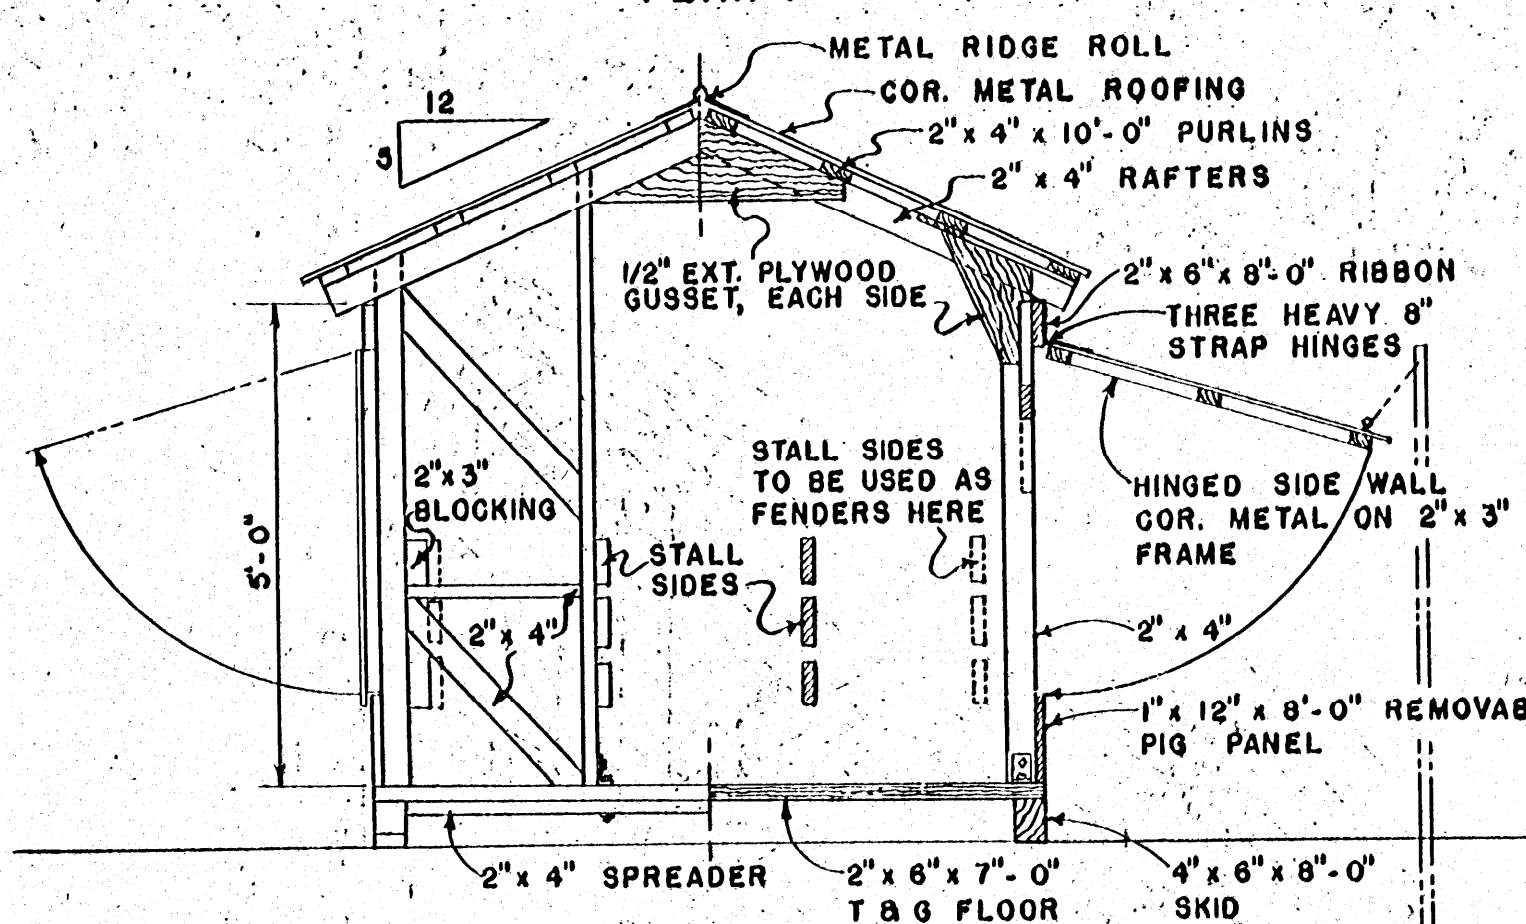 METAL RIDGE ROLL
COR. METAL ROOFING
12
5
2" x 4" x 10'-0" PURLINS
2" x 4" RAFTERS
1/2" EXT. PLYWOOD
GUSSET, EACH SIDE
2" x 6" x 8'-0" RIBBON
THREE HEAVY 8"
STRAP HINGES
STALL SIDES
TO BE USED AS
FENDERS HERE
2" x 3"
BLOCKING
HINGED SIDE WALL
COR. METAL ON 2" x 3"
FRAME
5'-0"
STALL
SIDES
2" x 4"
2" x 4"
1" x 12" x 8'-0" REMOVAB
PIG PANEL
2" x 4" SPREADER
2" x 6" x 7'-0"
T & G FLOOR
4" x 6" x 8'-0"
SKID